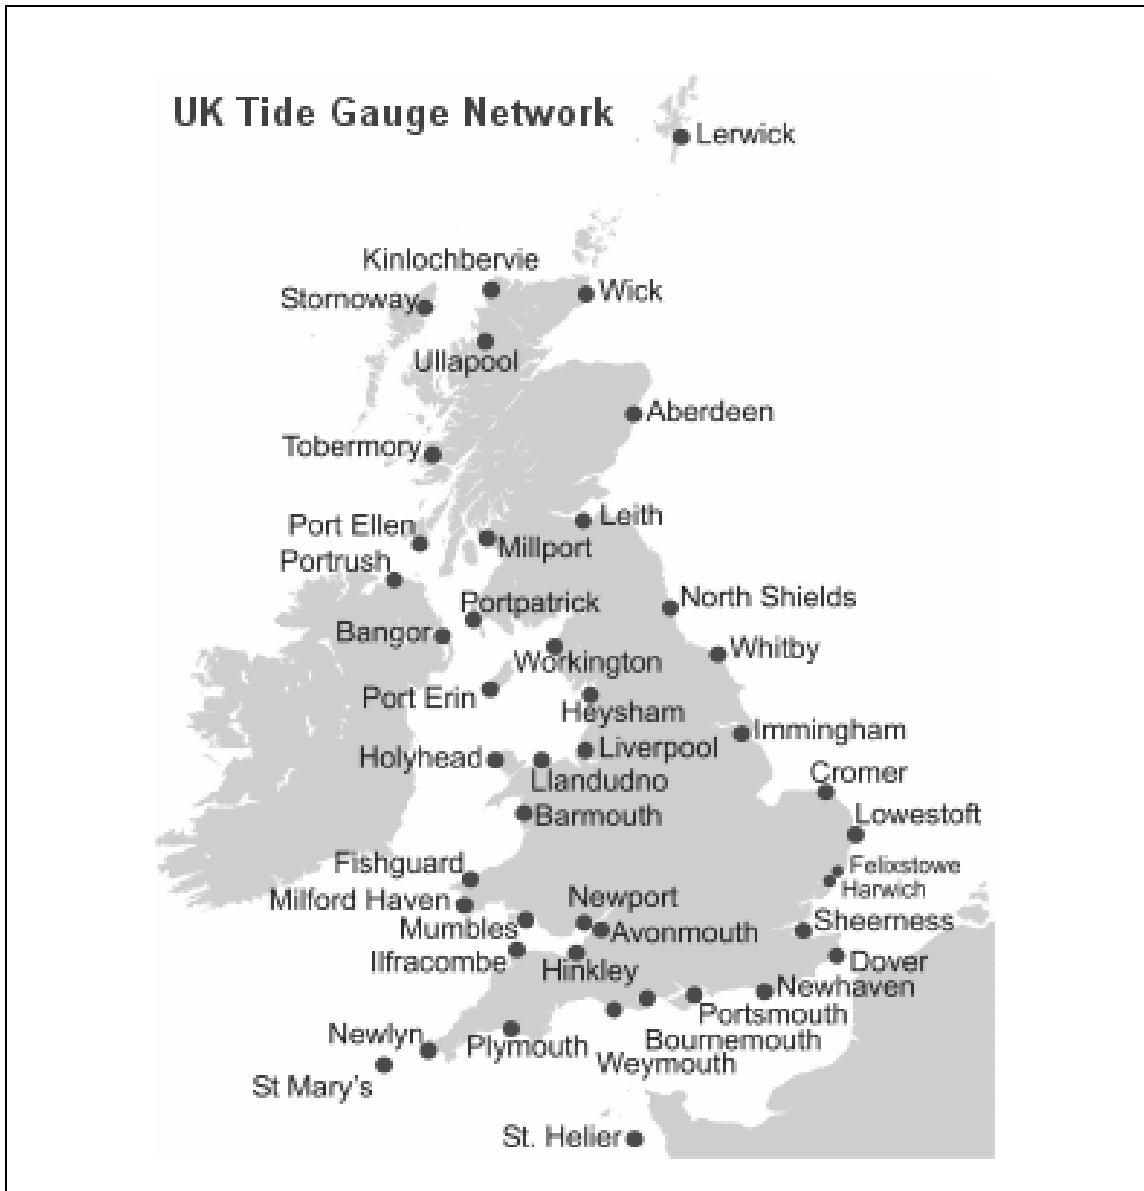 UK Tide Gauge Network
Lerwick
Kinlochbervie
Stornoway
Wick
Ullapool
Aberdeen
Tobermory
Leith
Port Ellen
Millport
Portrush
North Shields
Portpatrick
Bangor
Whitby
Workington
Port Erin
Heysham
Immingham
Liverpool
Holyhead
Cromer
Llandudno
Lowestoft
Barmouth
Fishguard
Felixstowe
Harwich
Milford Haven
Newport
Sheerness
Mumbles
Avonmouth
Ilfracombe
Dover
Hinkley
Newhaven
Portsmouth
Newlyn
Plymouth
Bournemouth
Weymouth
St Mary's
St. Helier